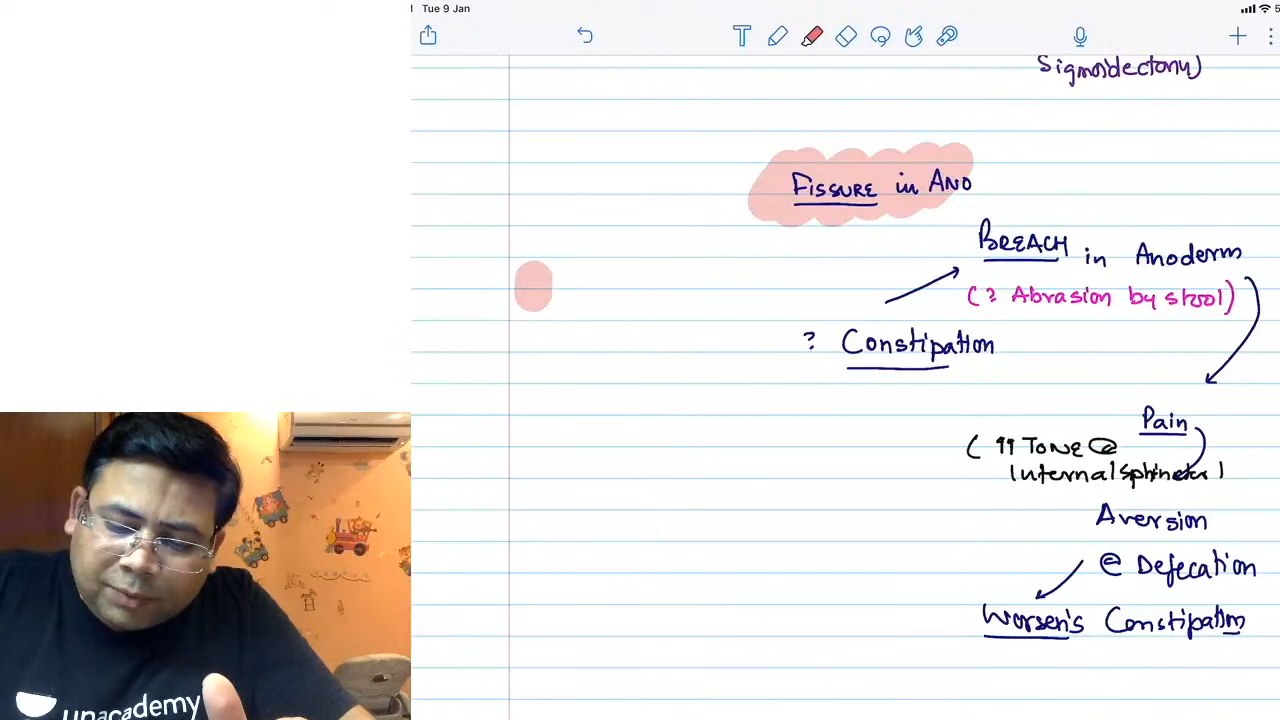 Tue 9 Jan
Sigmoidectomy)
FISSURE in ANO
BREACH in Anoderm
(? Abrasion by stool)
? Constipation
Pain
( ↑↑ TONE @
Internal sphincter )
Aversion
@ Defecation
Worsen's Constipation
unacademy